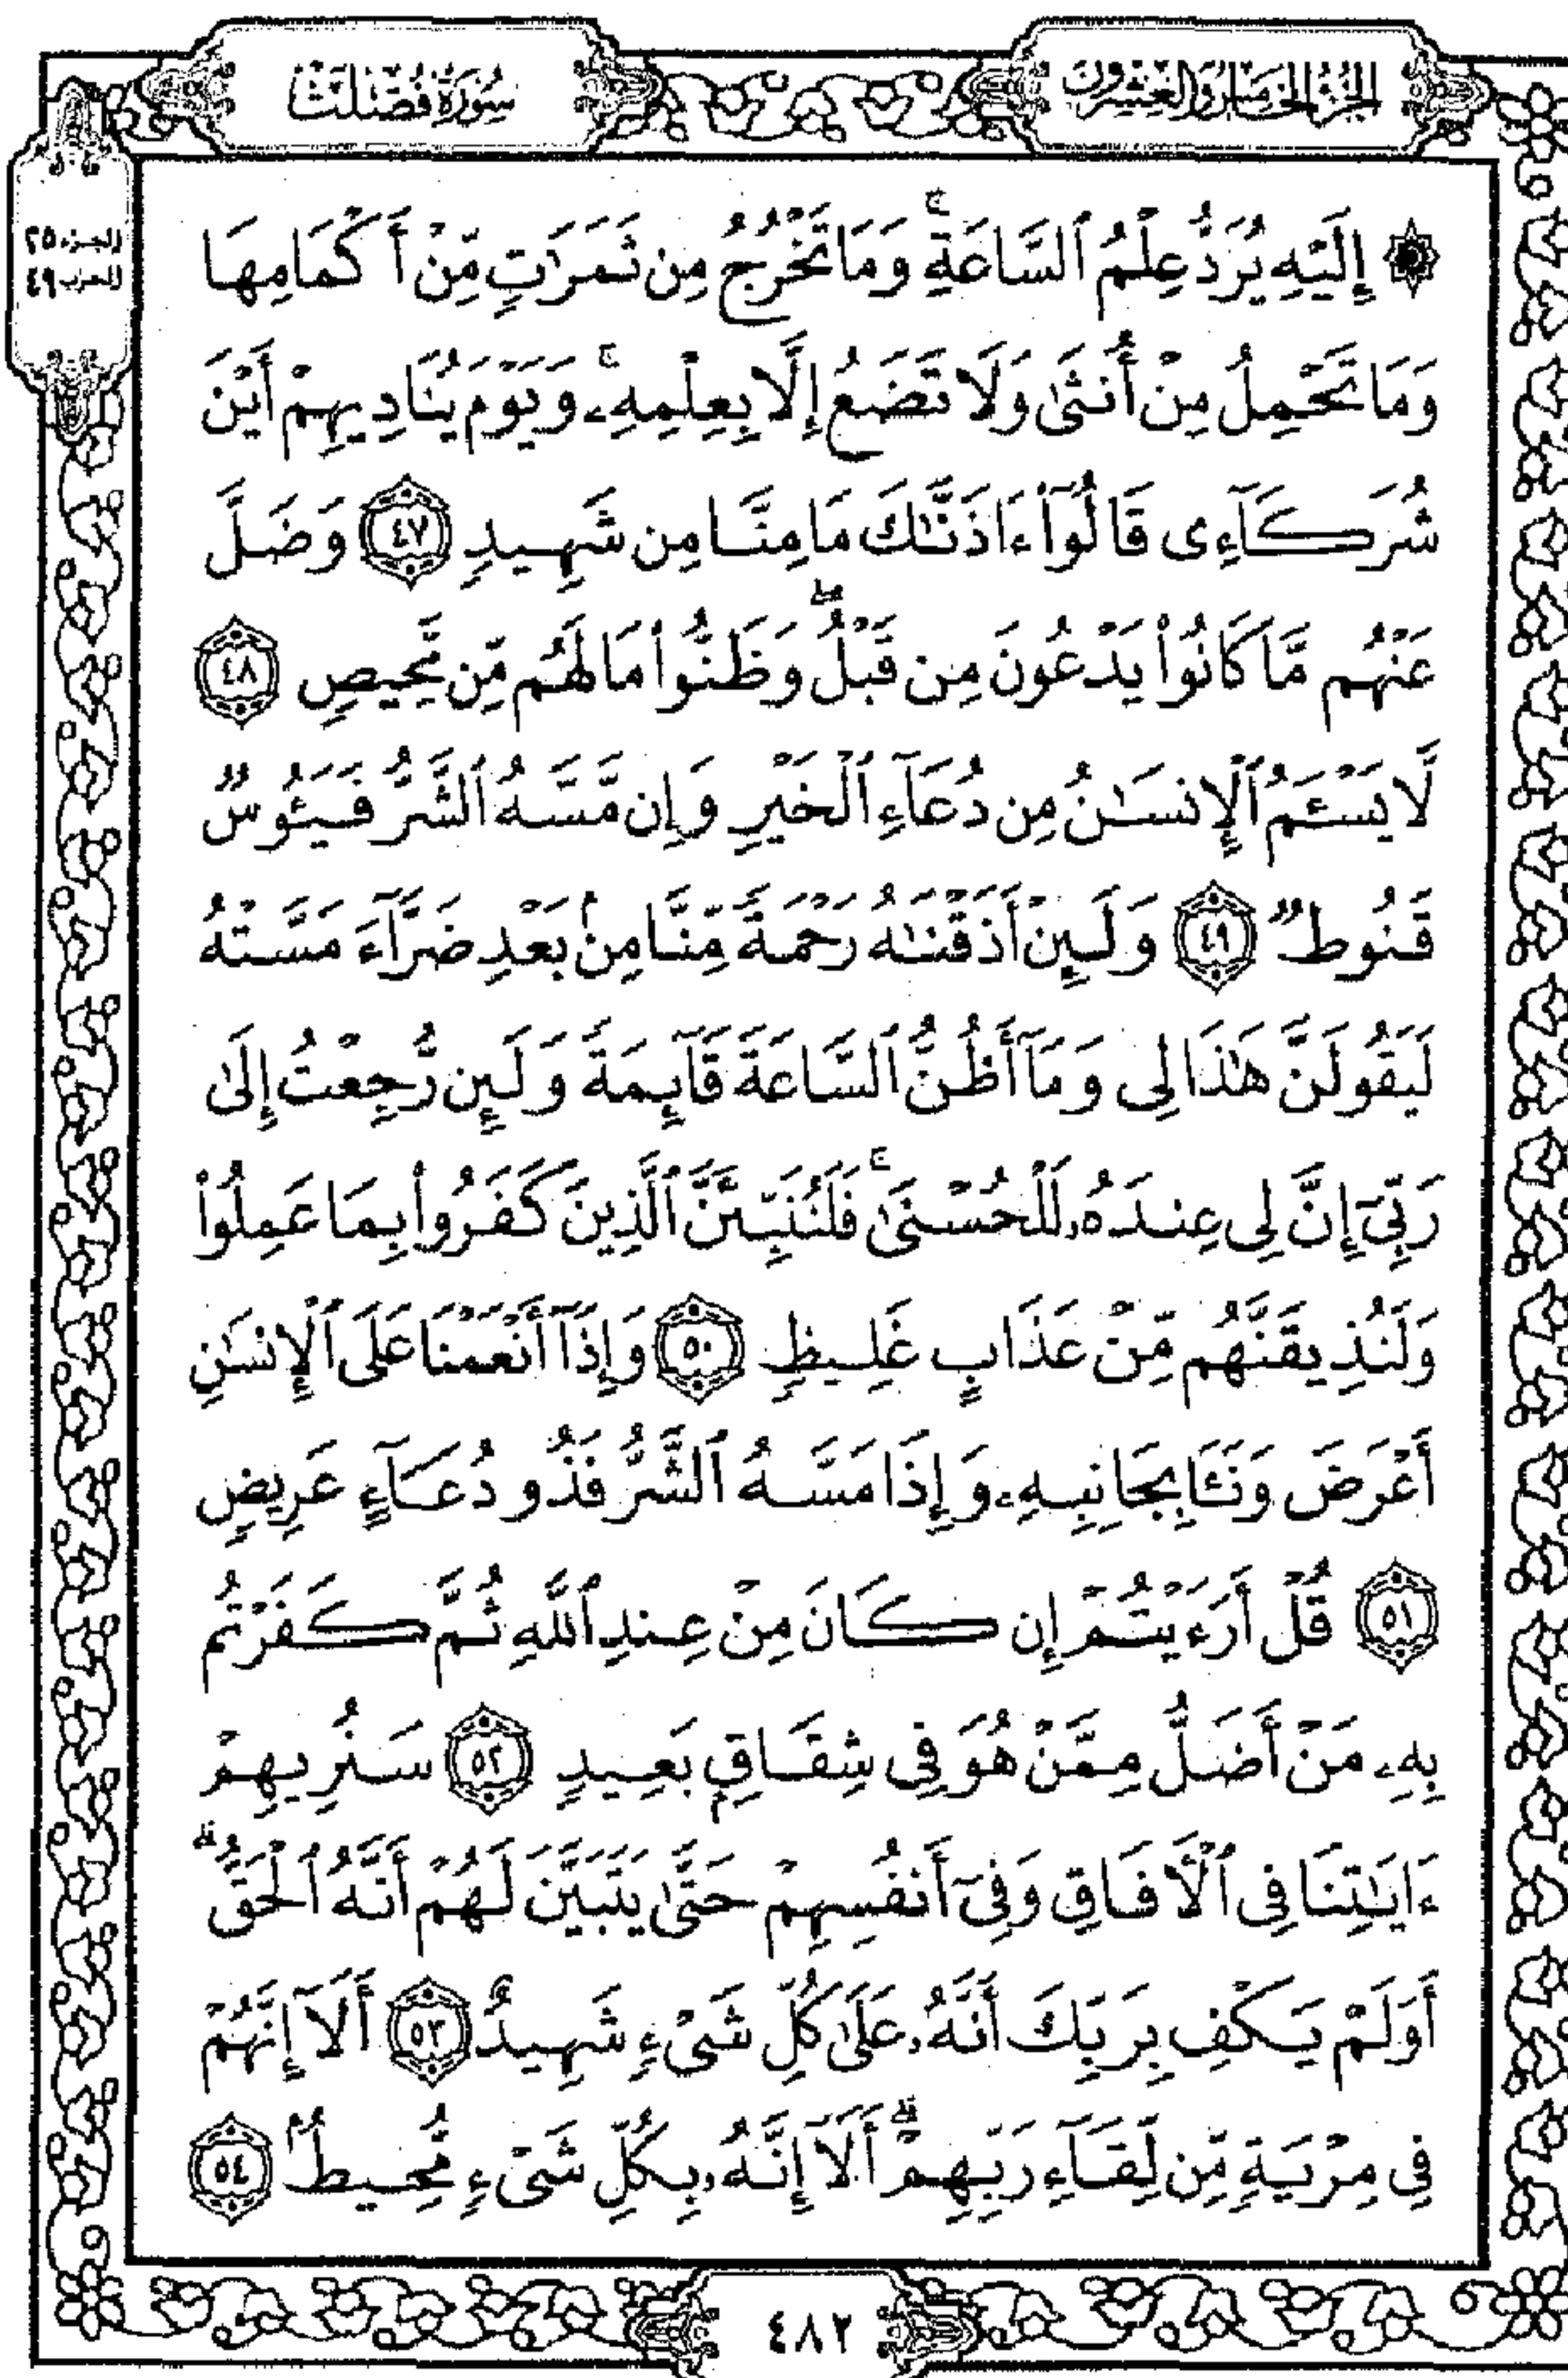 الجزء الخامس والعشرون
سورة فصلت
الجزء ٢٥
الحزب ٤٩
۞ إِلَيْهِ يُرَدُّ عِلْمُ ٱلسَّاعَةِ ۚ وَمَا تَخْرُجُ مِن ثَمَرَٰتٍ مِّنْ أَكْمَامِهَا
وَمَا تَحْمِلُ مِنْ أُنثَىٰ وَلَا تَضَعُ إِلَّا بِعِلْمِهِۦ ۚ وَيَوْمَ يُنَادِيهِمْ أَيْنَ
شُرَكَآءِى قَالُوٓا۟ ءَاذَنَّٰكَ مَا مِنَّا مِن شَهِيدٍ ٤٧ وَضَلَّ
عَنْهُم مَّا كَانُوا۟ يَدْعُونَ مِن قَبْلُ ۖ وَظَنُّوا۟ مَا لَهُم مِّن مَّحِيصٍ ٤٨
لَّا يَسْـَٔمُ ٱلْإِنسَٰنُ مِن دُعَآءِ ٱلْخَيْرِ وَإِن مَّسَّهُ ٱلشَّرُّ فَيَـُٔوسٌ
قَنُوطٌ ٤٩ وَلَئِنْ أَذَقْنَٰهُ رَحْمَةً مِّنَّا مِنۢ بَعْدِ ضَرَّآءَ مَسَّتْهُ
لَيَقُولَنَّ هَٰذَا لِى وَمَآ أَظُنُّ ٱلسَّاعَةَ قَآئِمَةً وَلَئِن رُّجِعْتُ إِلَىٰ
رَبِّىٓ إِنَّ لِى عِندَهُۥ لَلْحُسْنَىٰ ۚ فَلَنُنَبِّئَنَّ ٱلَّذِينَ كَفَرُوا۟ بِمَا عَمِلُوا۟
وَلَنُذِيقَنَّهُم مِّنْ عَذَابٍ غَلِيظٍ ٥٠ وَإِذَآ أَنْعَمْنَا عَلَى ٱلْإِنسَٰنِ
أَعْرَضَ وَنَـَٔا بِجَانِبِهِۦ وَإِذَا مَسَّهُ ٱلشَّرُّ فَذُو دُعَآءٍ عَرِيضٍ
٥١ قُلْ أَرَءَيْتُمْ إِن كَانَ مِنْ عِندِ ٱللَّهِ ثُمَّ كَفَرْتُم
بِهِۦ مَنْ أَضَلُّ مِمَّنْ هُوَ فِى شِقَاقٍۭ بَعِيدٍ ٥٢ سَنُرِيهِمْ
ءَايَٰتِنَا فِى ٱلْـَٔافَاقِ وَفِىٓ أَنفُسِهِمْ حَتَّىٰ يَتَبَيَّنَ لَهُمْ أَنَّهُ ٱلْحَقُّ ۗ
أَوَلَمْ يَكْفِ بِرَبِّكَ أَنَّهُۥ عَلَىٰ كُلِّ شَىْءٍ شَهِيدٌ ٥٣ أَلَآ إِنَّهُمْ
فِى مِرْيَةٍ مِّن لِّقَآءِ رَبِّهِمْ ۗ أَلَآ إِنَّهُۥ بِكُلِّ شَىْءٍ مُّحِيطٌۢ ٥٤
٤٨٢